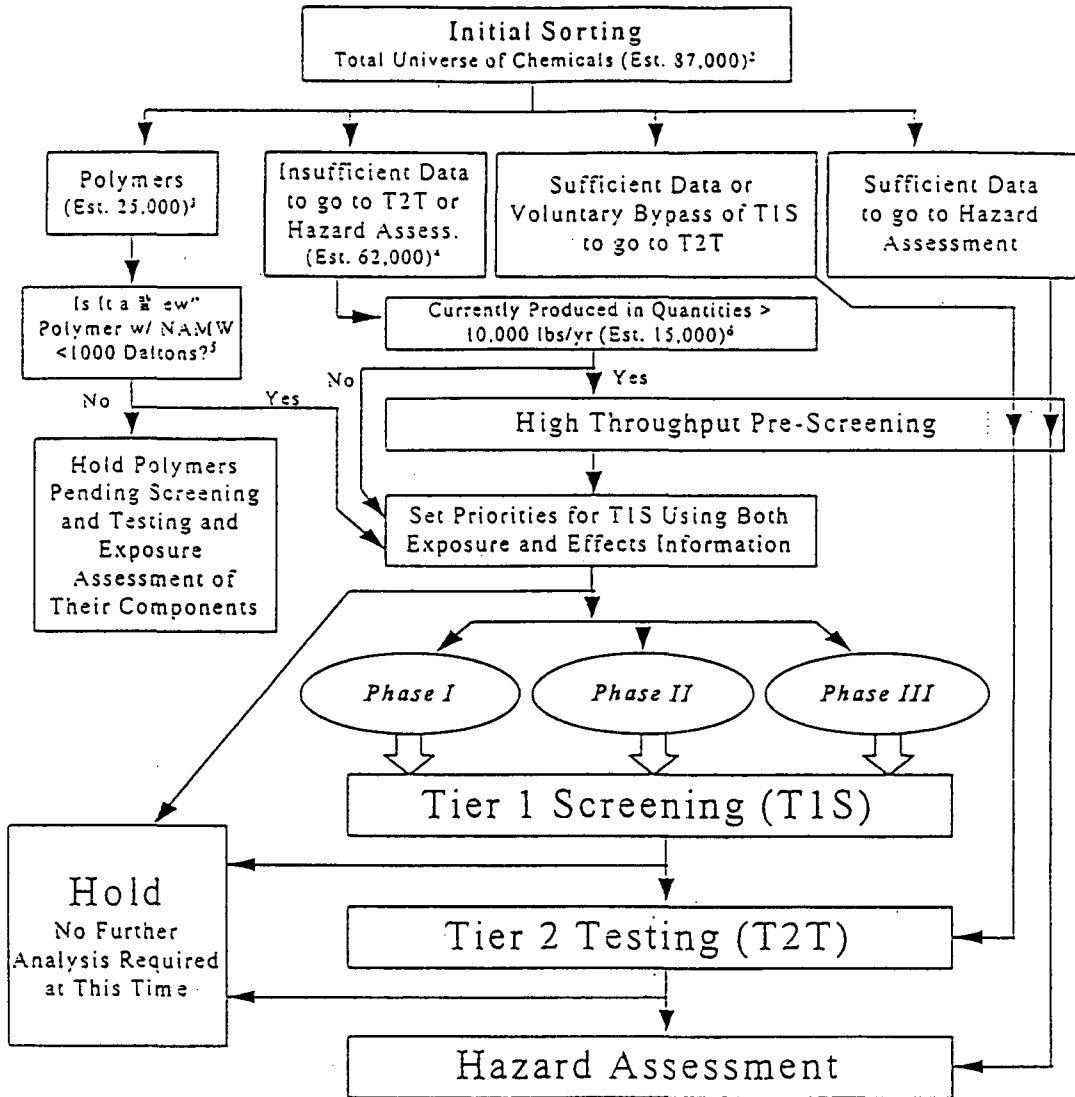 Initial Sorting
Total Universe of Chemicals (Est. 87,000)²
Polymers
(Est. 25,000)³
Insufficient Data
to go to T2T or
Hazard Assess.
(Est. 62,000)⁴
Sufficient Data or
Voluntary Bypass of T1S
to go to T2T
Sufficient Data
to go to Hazard
Assessment
Is It a ew"
Polymer w/ NAMW
<1000 Daltons?⁵
Currently Produced in Quantities >
10,000 lbs/yr (Est. 15,000)⁶
No
Yes
No
Yes
High Throughput Pre-Screening
Hold Polymers
Pending Screening
and Testing and
Exposure
Assessment of
Their Components
Set Priorities for T1S Using Both
Exposure and Effects Information
Phase I
Phase II
Phase III
Tier 1 Screening (T1S)
Hold
No Further
Analysis Required
at This Time
Tier 2 Testing (T2T)
Hazard Assessment